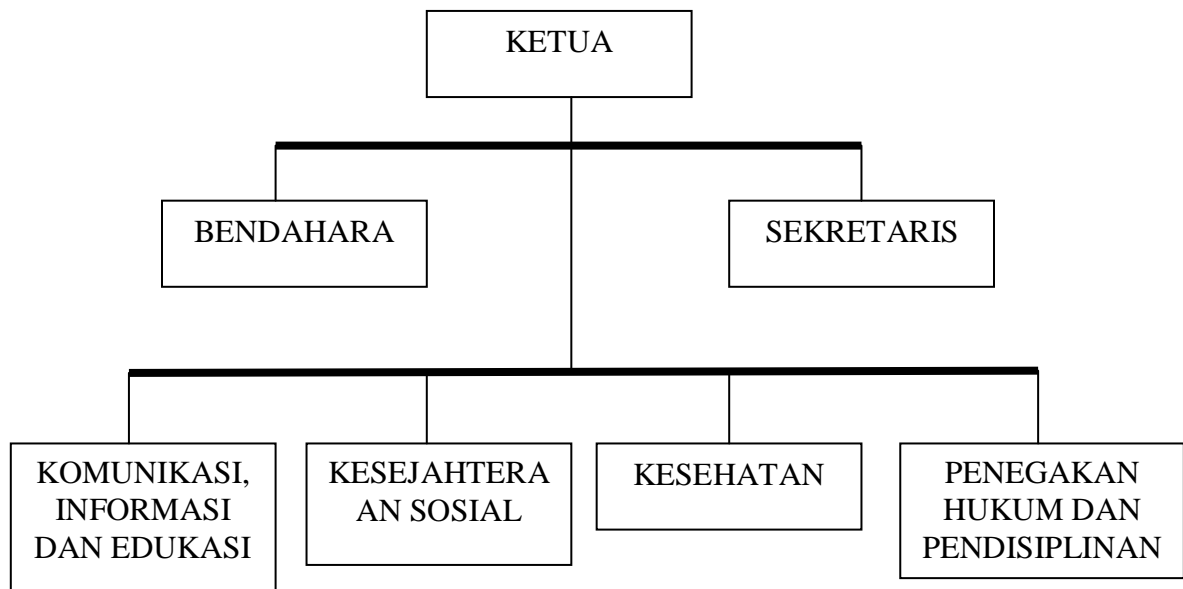 KETUA
BENDAHARA
SEKRETARIS
KOMUNIKASI,
INFORMASI
DAN EDUKASI
KESEJAHTERA
AN SOSIAL
KESEHATAN
PENEGAKAN
HUKUM DAN
PENDISIPLINAN